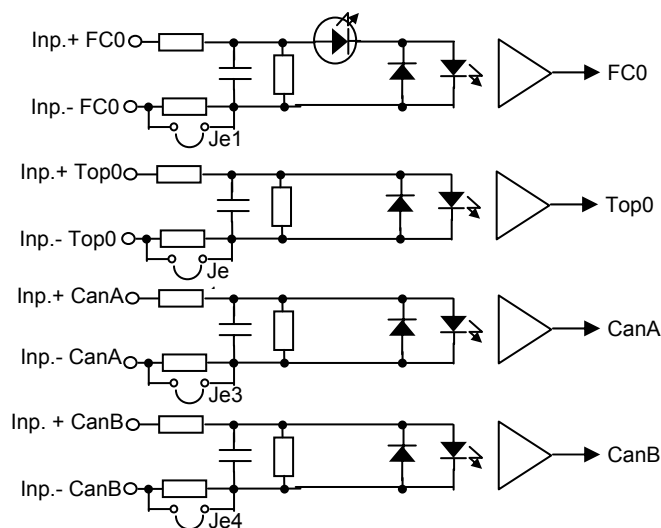 Inp.+ FC0
FC0
Inp.- FC0
Je1
Inp.+ Top0
Top0
Inp.- Top0
Je
Inp.+ CanA
CanA
Inp.- CanA
Je3
Inp. + CanB
CanB
Inp.- CanB
Je4